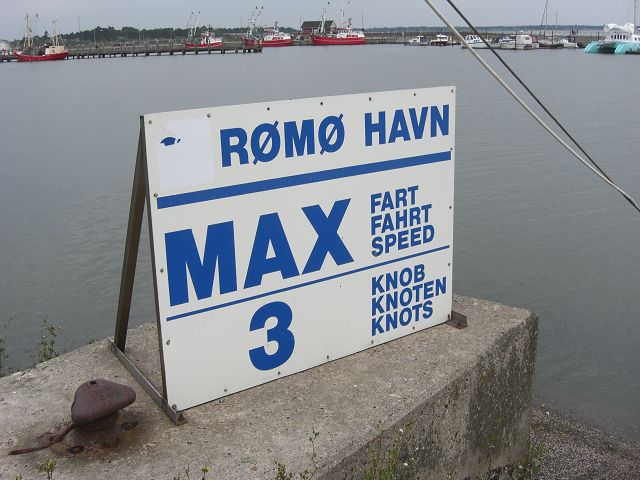 RØMØ HAVN
MAX
FART
FAHRT
SPEED
3
KNOB
KNOTEN
KNOTS